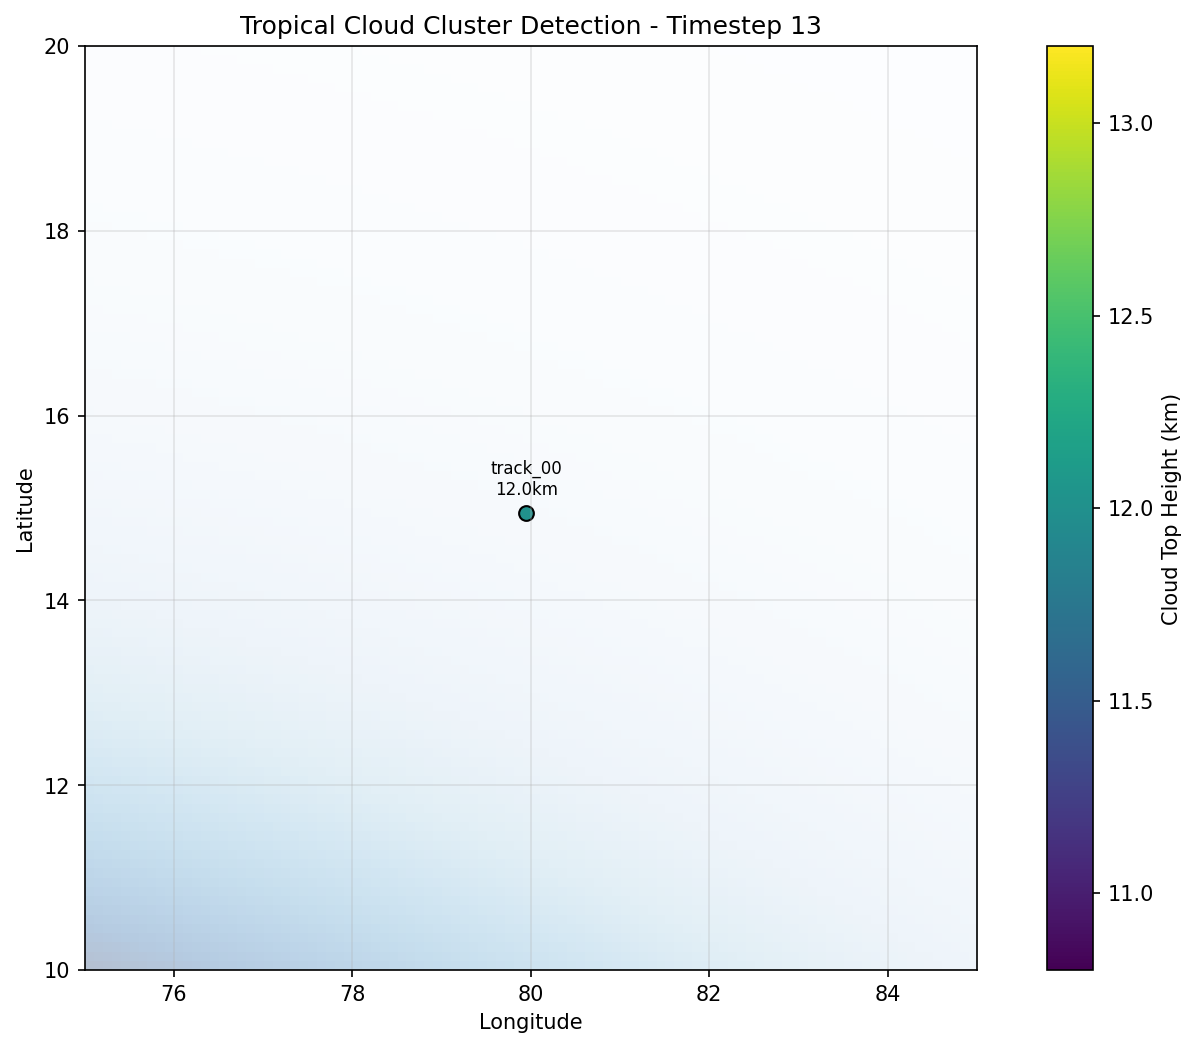 Tropical Cloud Cluster Detection - Timestep 13
20
18
16
14
12
10
Latitude
track_00
12.0km
76
78
80
82
84
Longitude
13.0
12.5
12.0
11.5
11.0
Cloud Top Height (km)